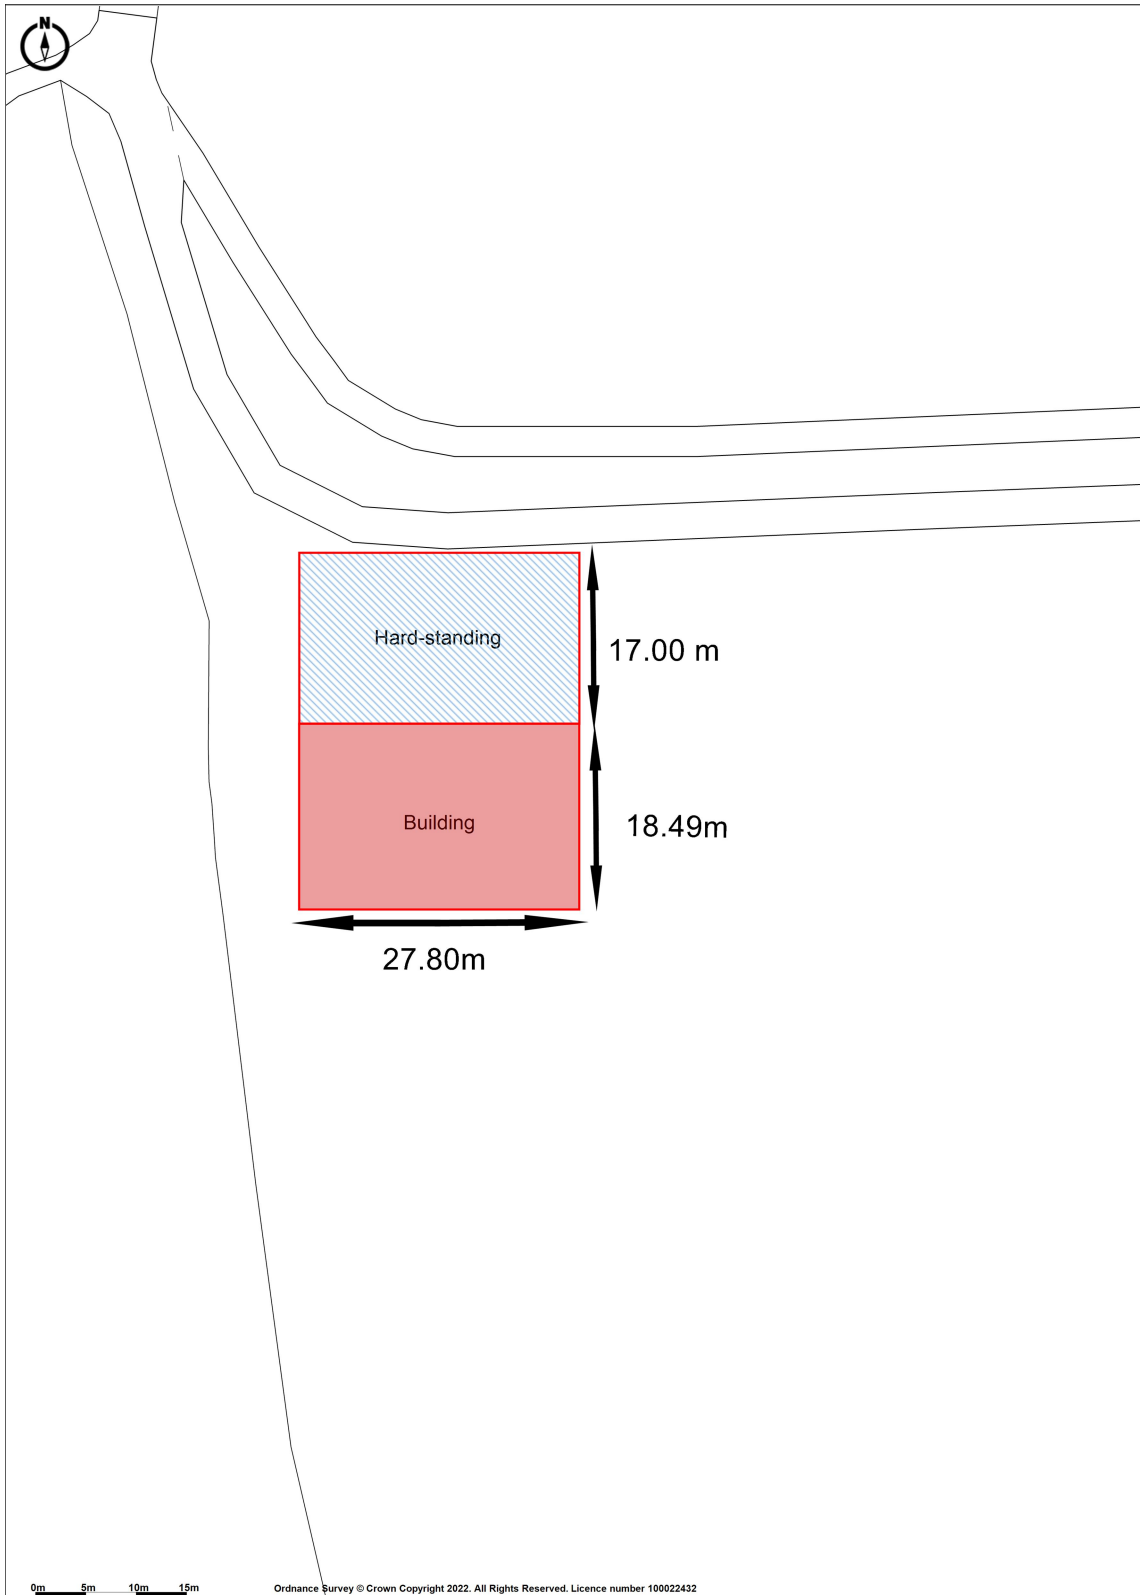 N
Hard-standing
17.00 m
Building
18.49m
27.80m
0m 5m 10m 15m
Ordnance Survey © Crown Copyright 2022. All Rights Reserved. Licence number 100022432